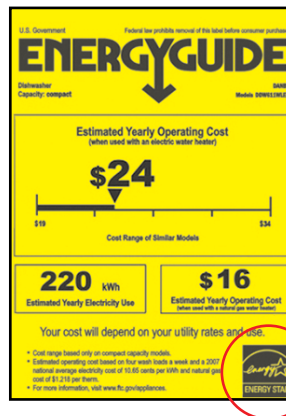 U.S. Government Federal law prohibits removal of this label before consumer purchase
ENERGYGUIDE
Dishwasher
Capacity: compact
Models DDW611WLED
Estimated Yearly Operating Cost
(when used with an electric water heater)
$24
$19 $34
Cost Range of Similar Models
220 kWh
Estimated Yearly Electricity Use
$16
Estimated Yearly Operating Cost
(when used with a natural gas water heater)
Your cost will depend on your utility rates and use.
• Cost range based only on compact capacity models.
• Estimated operating cost based on four wash loads a week and a 2007
national average electricity cost of 10.65 cents per kWh and natural gas
cost of $1.218 per therm.
• For more information, visit www.ftc.gov/appliances.
energy
ENERGY STAR